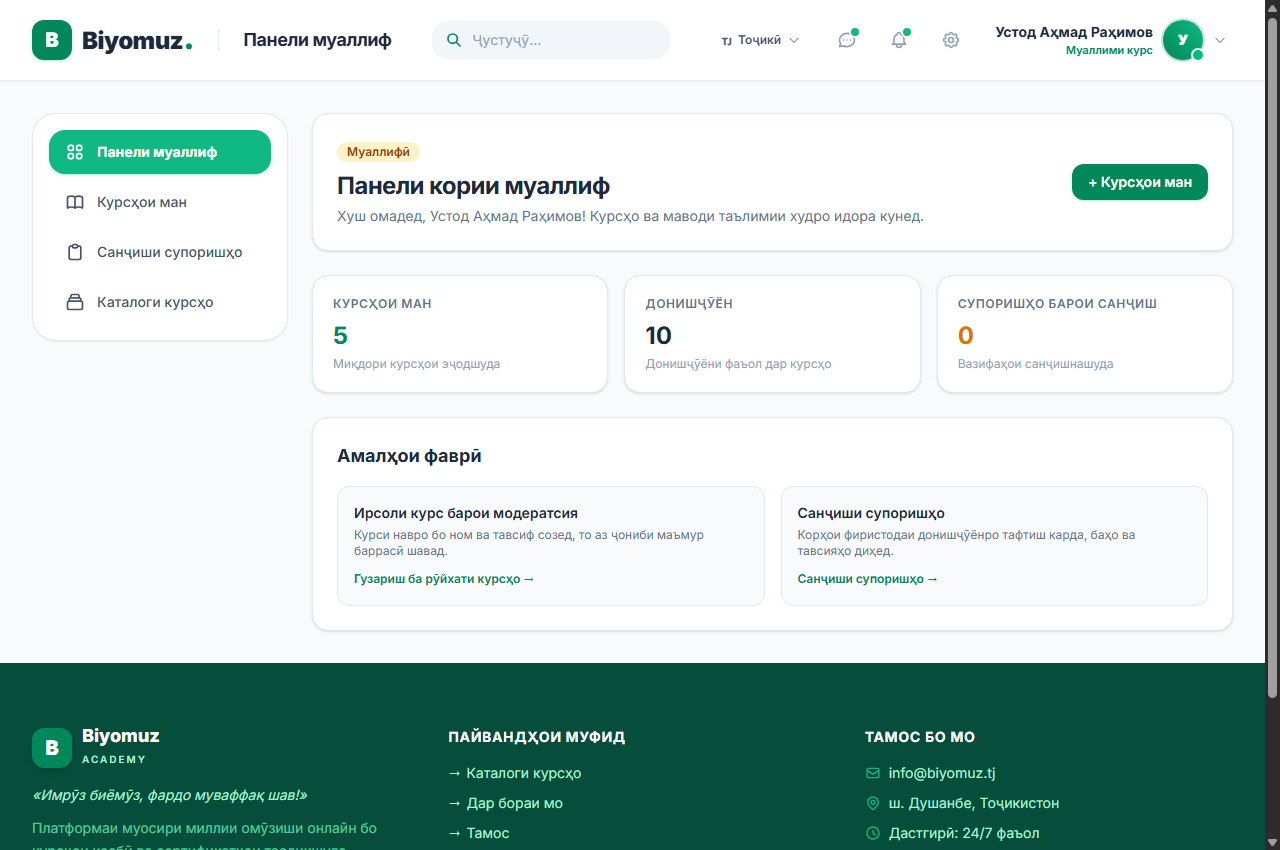 B Biyomuz.
Панели муаллиф
Ҷустуҷӯ...
TJ Тоҷикӣ
Устод Аҳмад Раҳимов
Муаллими курс
У
Панели муаллиф
Курсҳои ман
Санҷиши супоришҳо
Каталоги курсҳо
Муаллифӣ
Панели кории муаллиф
Хуш омадед, Устод Аҳмад Раҳимов! Курсҳо ва маводи таълимии худро идора кунед.
+ Курсҳои ман
КУРСҲОИ МАН
5
Миқдори курсҳои эҷодшуда
ДОНИШҶӮЁН
10
Донишҷӯёни фаъол дар курсҳо
СУПОРИШҲО БАРОИ САНҶИШ
0
Вазифаҳои санҷишнашуда
Амалҳои фаврӣ
Ирсоли курс барои модератсия
Курси навро бо ном ва тавсиф созед, то аз ҷониби маъмур
баррасӣ шавад.
Гузариш ба рӯйхати курсҳо →
Санҷиши супоришҳо
Корҳои фиристодаи донишҷӯёнро тафтиш карда, баҳо ва
тавсияҳо диҳед.
Санҷиши супоришҳо →
B Biyomuz
ACADEMY
«Имрӯз биёмӯз, фардо муваффақ шав!»
Платформаи муосири миллии омӯзиши онлайн бо
ПАЙВАНДҲОИ МУФИД
→ Каталоги курсҳо
→ Дар бораи мо
→ Тамос
ТАМОС БО МО
info@biyomuz.tj
ш. Душанбе, Тоҷикистон
Дастгирӣ: 24/7 фаъол